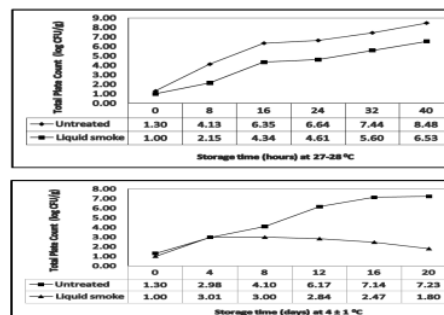 9.00
8.00
7.00
6.00
5.00
4.00
3.00
2.00
1.00
0.00
Total Plate Count (log CFU/g)
0 8 16 24 32 40
Untreated 1.30 4.13 6.35 6.64 7.44 8.48
Liquid smoke 1.00 2.15 4.34 4.61 5.60 6.53
Storage time (hours) at 27-28 ºC
8.00
7.00
6.00
5.00
4.00
3.00
2.00
1.00
0.00
Total Plate Count (log CFU/g)
0 4 8 12 16 20
Untreated 1.30 2.98 4.10 6.17 7.14 7.23
Liquid smoke 1.00 3.01 3.00 2.84 2.47 1.80
Storage time (days) at 4 ± 1 ºC